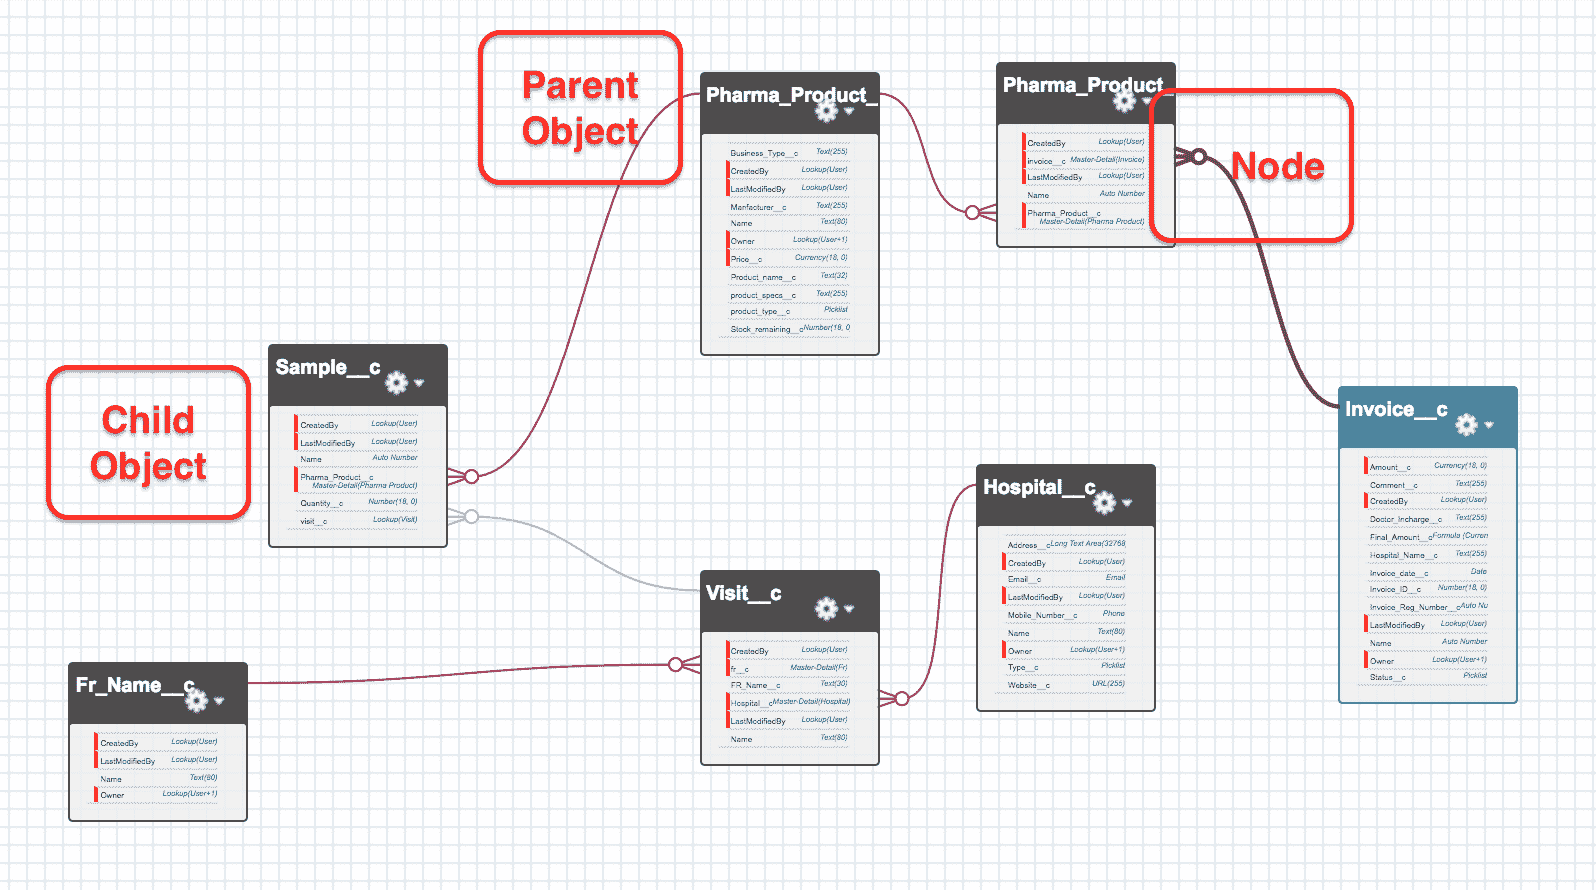 Parent
Object
Pharma_Product_
Business_Type__c Text(255)
CreatedBy Lookup(User)
LastModifiedBy Lookup(User)
Manfacturer__c Text(255)
Name Text(80)
Owner Lookup(User+1)
Price__c Currency(18, 0)
Product_name__c Text(32)
product_specs__c Text(255)
product_type__c Picklist
Stock_remaining__c Number(18, 0
Pharma_Product_
CreatedBy Lookup(User)
invoice__c Master-Detail(Invoice)
LastModifiedBy Lookup(User)
Name Auto Number
Pharma_Product__c
Master-Detail(Pharma Product)
Node
Child
Object
Sample__c
CreatedBy Lookup(User)
LastModifiedBy Lookup(User)
Name Auto Number
Pharma_Product__c
Master-Detail(Pharma Product)
Quantity__c Number(18, 0)
visit__c Lookup(Visit)
Invoice__c
Amount__c Currency(18, 0)
Comment__c Text(255)
CreatedBy Lookup(User)
Doctor_Incharge__c Text(255)
Final_Amount__c Formula (Curren
Hospital_Name__c Text(255)
Invoice_date__c Date
Invoice_ID__c Number(18, 0)
Invoice_Reg_Number__c Auto Nu
LastModifiedBy Lookup(User)
Name Auto Number
Owner Lookup(User+1)
Status__c Picklist
Hospital__c
Address__c Long Text Area(32768
CreatedBy Lookup(User)
Email__c Email
LastModifiedBy Lookup(User)
Mobile_Number__c Phone
Name Text(80)
Owner Lookup(User+1)
Type__c Picklist
Website__c URL(255)
Visit__c
CreatedBy Lookup(User)
fr__c Master-Detail(Fr)
FR_Name__c Text(30)
Hospital__c Master-Detail(Hospital)
LastModifiedBy Lookup(User)
Name Text(80)
Fr_Name__c
CreatedBy Lookup(User)
LastModifiedBy Lookup(User)
Name Text(80)
Owner Lookup(User+1)